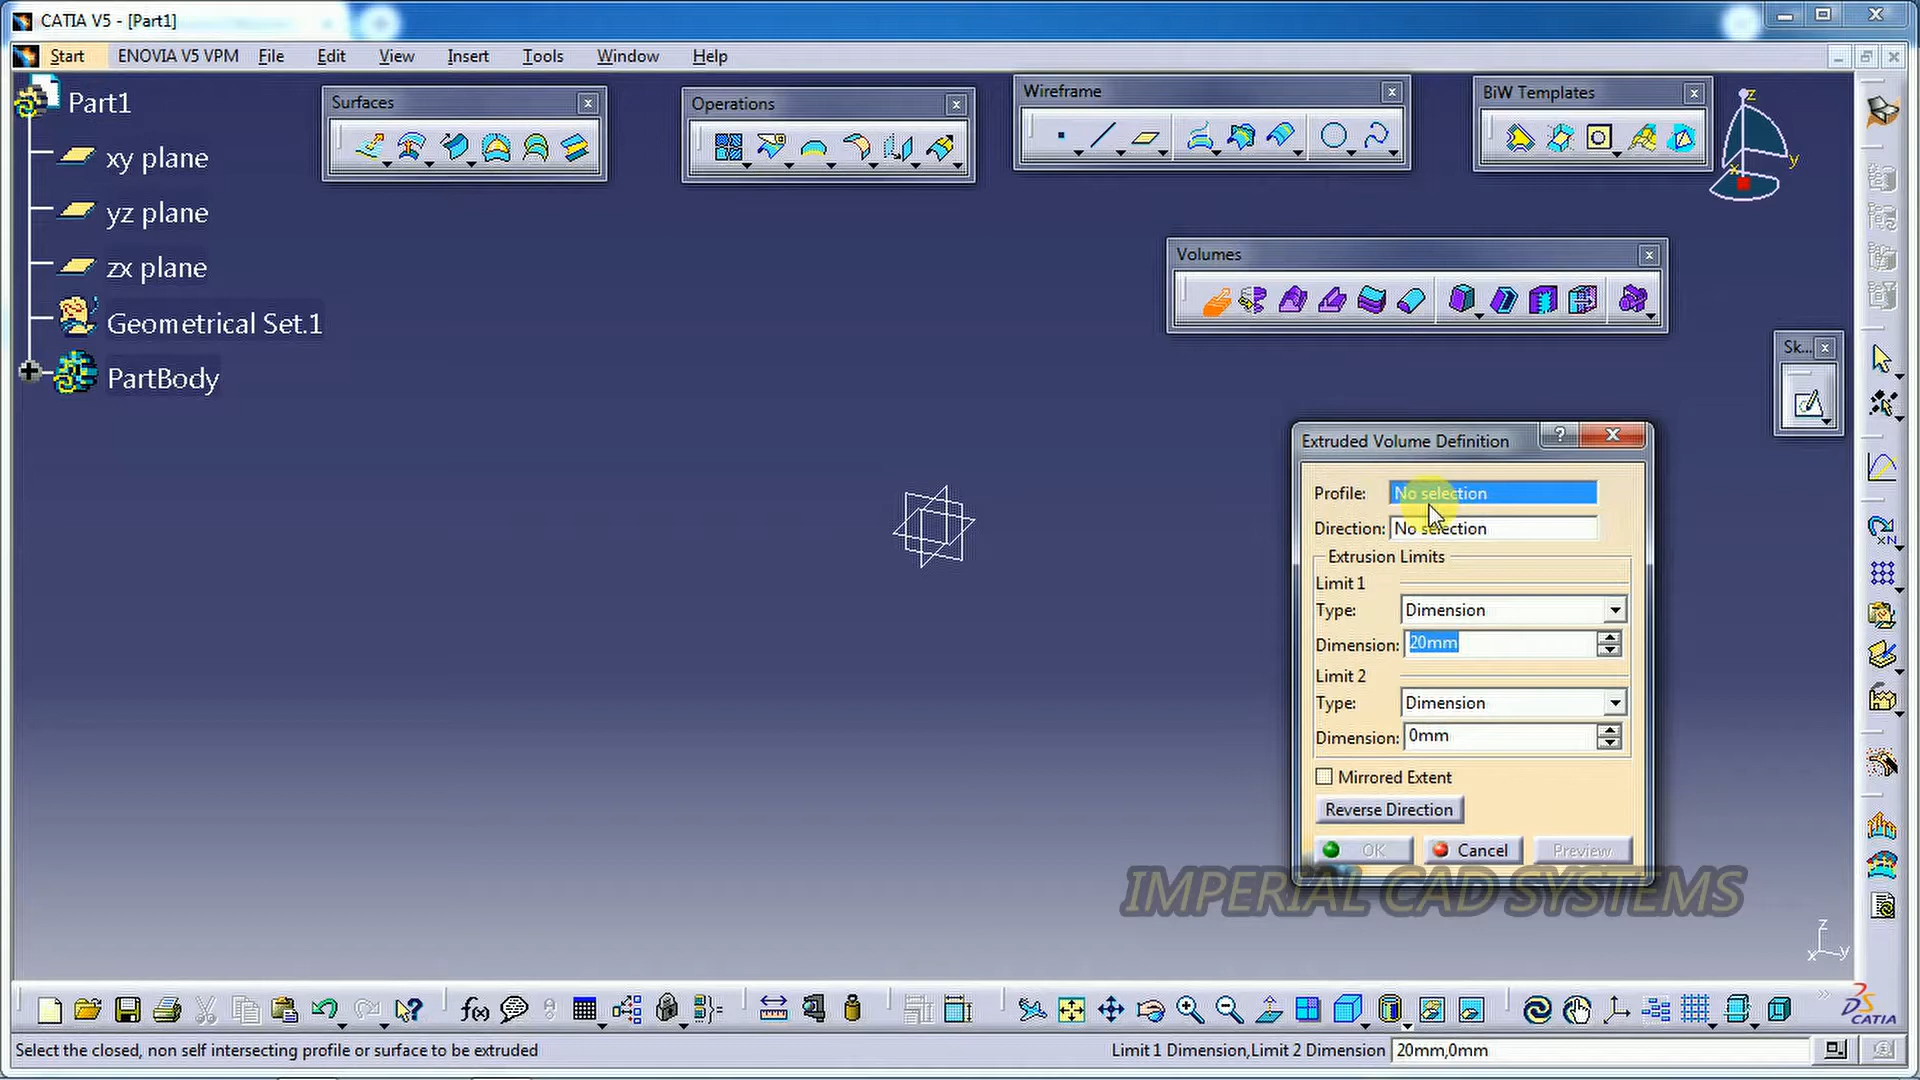 CATIA V5 - [Part1]
Start ENOVIA V5 VPM File Edit View Insert Tools Window Help
Part1
xy plane
yz plane
zx plane
Geometrical Set.1
PartBody
Surfaces
Operations
Wireframe
BiW Templates
z
y
x
Volumes
Sk...
Extruded Volume Definition
Profile: No selection
Direction: No selection
Extrusion Limits
Limit 1
Type: Dimension
Dimension: 20mm
Limit 2
Type: Dimension
Dimension: 0mm
Mirrored Extent
Reverse Direction
OK Cancel Preview
IMPERIAL CAD SYSTEMS
z
x y
CATIA
Select the closed, non self intersecting profile or surface to be extruded
Limit 1 Dimension,Limit 2 Dimension 20mm,0mm